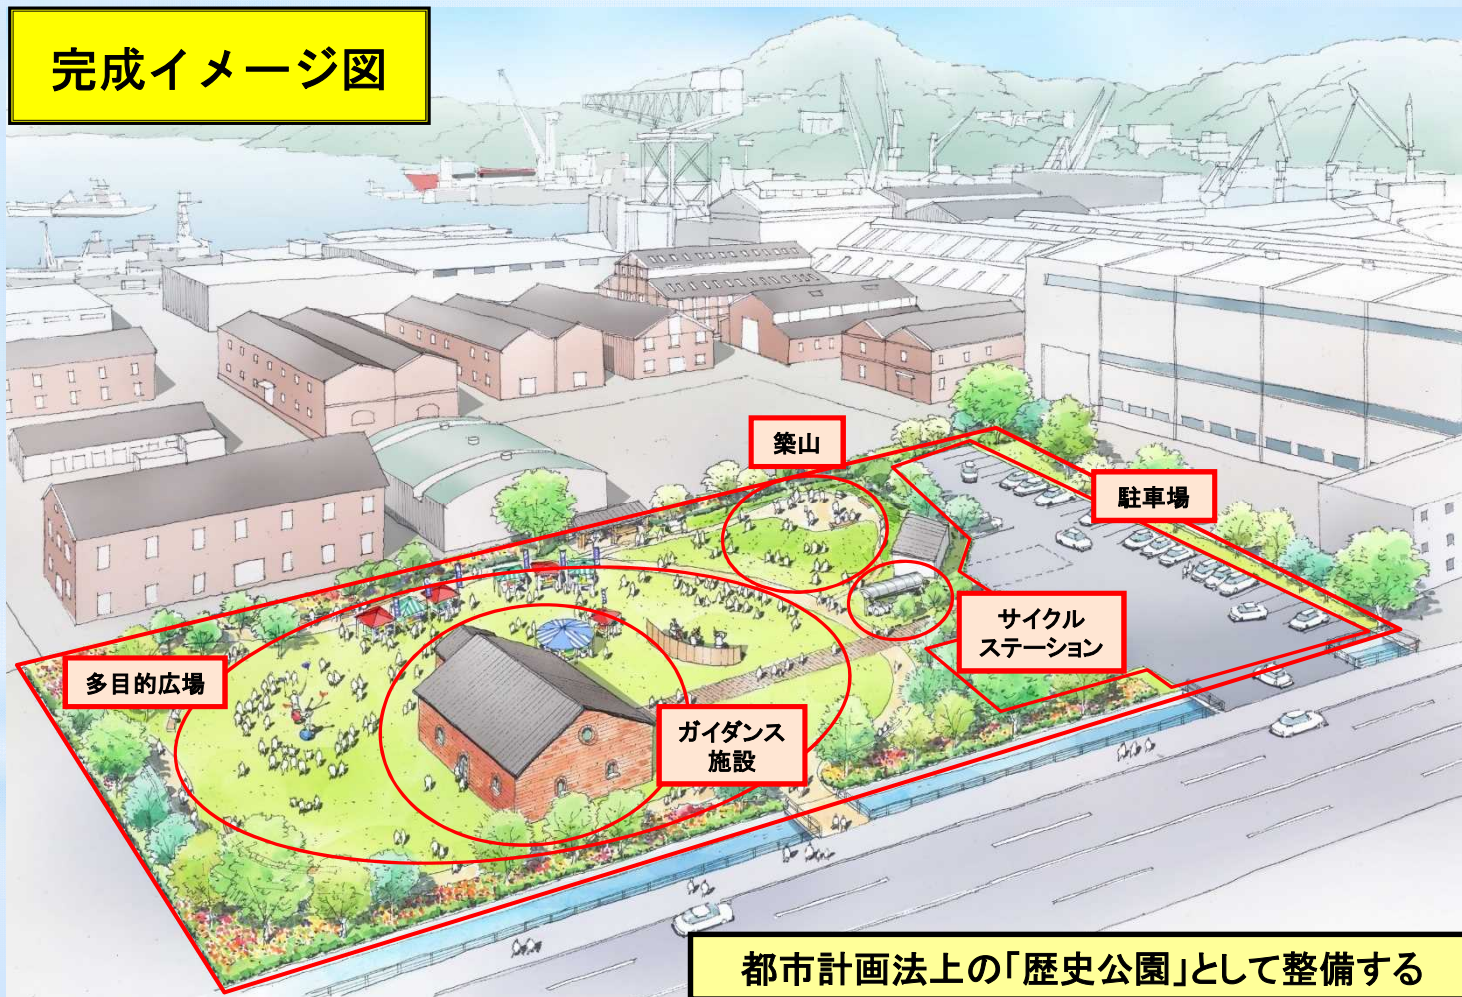 完成イメージ図
築山
駐車場
サイクル
ステーション
多目的広場
ガイダンス
施設
都市計画法上の「歴史公園」として整備する